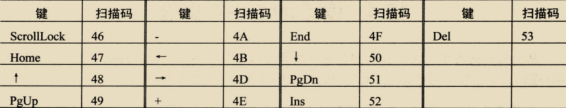 键 扫描码 键 扫描码 键 扫描码 键 扫描码
ScrollLock 46 - 4A End 4F Del 53
Home 47 ← 4B ↓ 50
↑ 48 → 4D PgDn 51
PgUp 49 + 4E Ins 52